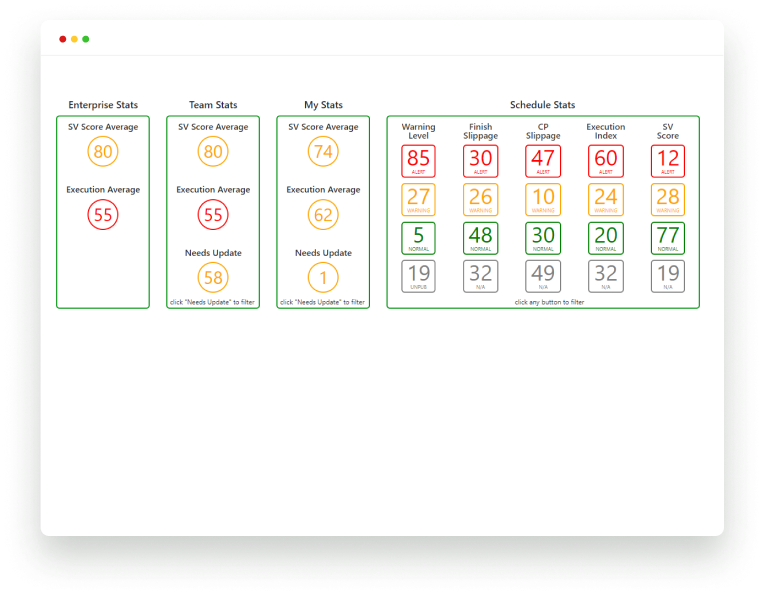 Enterprise Stats
SV Score Average
80
Execution Average
55
Team Stats
SV Score Average
80
Execution Average
55
Needs Update
58
click "Needs Update" to filter
My Stats
SV Score Average
74
Execution Average
62
Needs Update
1
click "Needs Update" to filter
Schedule Stats
Warning Level
Finish Slippage
CP Slippage
Execution Index
SV Score
85 ALERT
30 ALERT
47 ALERT
60 ALERT
12 ALERT
27 WARNING
26 WARNING
10 WARNING
24 WARNING
28 WARNING
5 NORMAL
48 NORMAL
30 NORMAL
20 NORMAL
77 NORMAL
19 UNPUB
32 N/A
49 N/A
32 N/A
19 N/A
click any button to filter